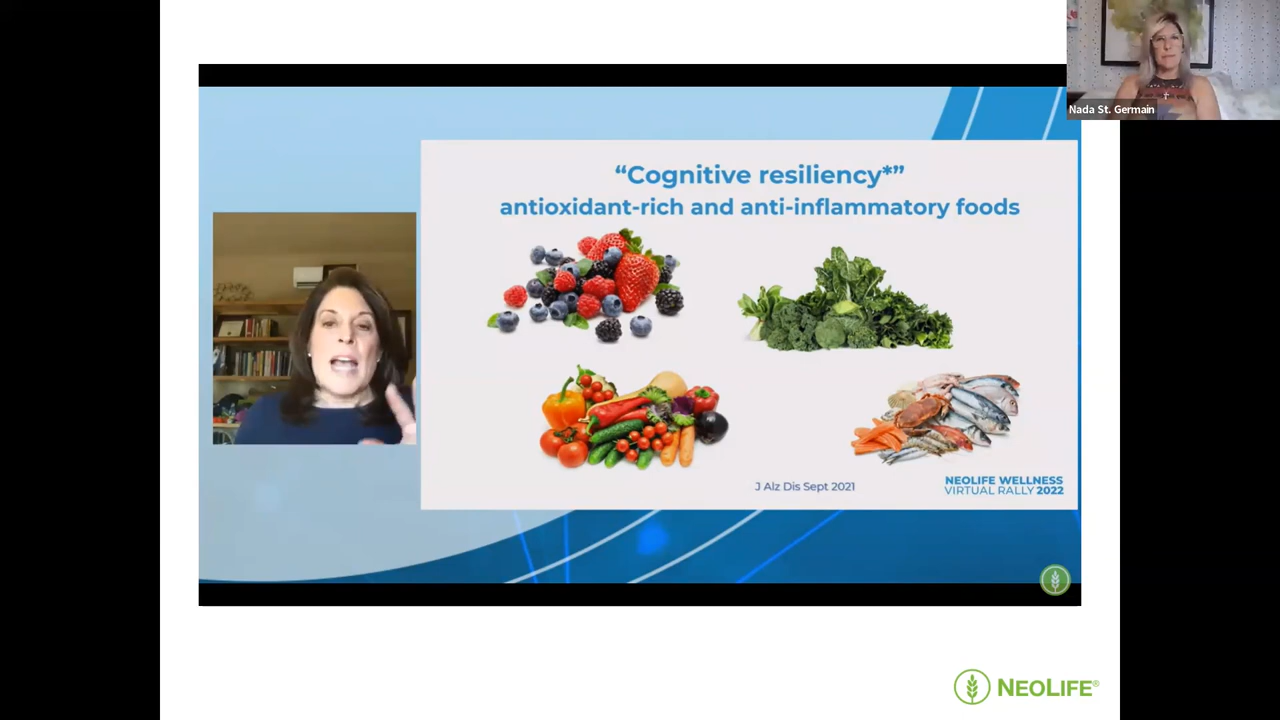 Nada St. Germain
“Cognitive resiliency*”
antioxidant-rich and anti-inflammatory foods
J Alz Dis Sept 2021
NEOLIFE WELLNESS
VIRTUAL RALLY 2022
NEOLIFE®